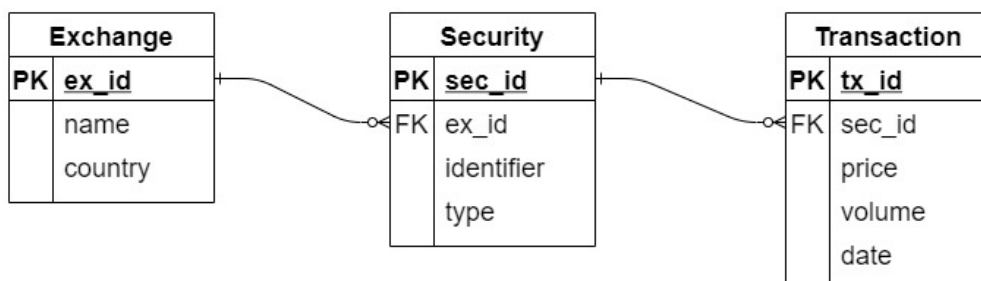 Exchange
PK ex_id
name
country
Security
PK sec_id
FK ex_id
identifier
type
Transaction
PK tx_id
FK sec_id
price
volume
date